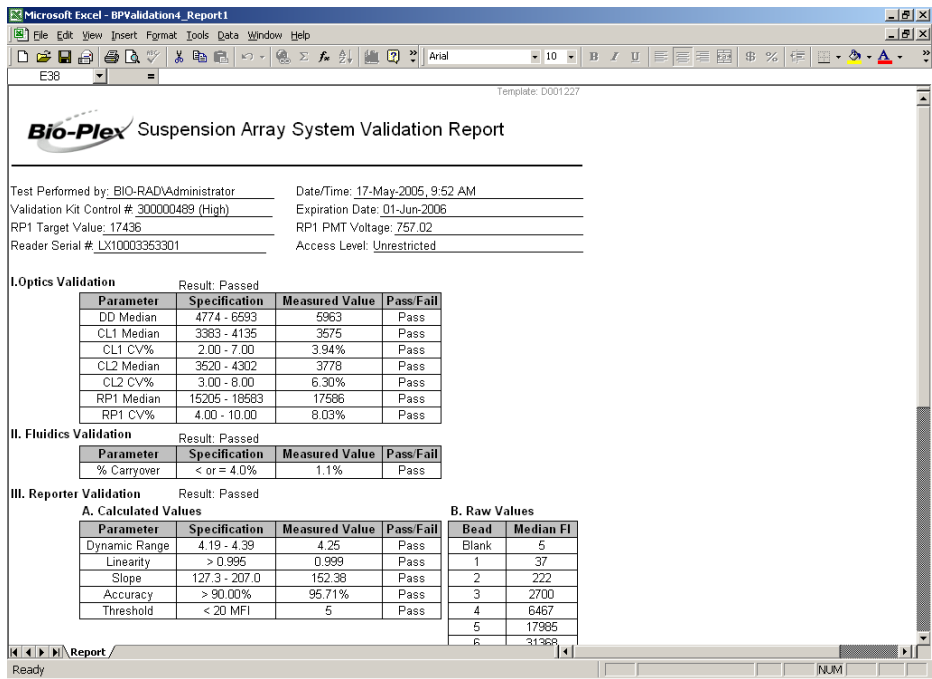 Microsoft Excel - BPValidation4_Report1
File Edit View Insert Format Tools Data Window Help
Arial 10 B I U $ %
E38 =
Template: D001227
Bio-Plex Suspension Array System Validation Report
Test Performed by: BIO-RAD\Administrator Date/Time: 17-May-2005, 9:52 AM
Validation Kit Control #: 300000489 (High) Expiration Date: 01-Jun-2006
RP1 Target Value: 17436 RP1 PMT Voltage: 757.02
Reader Serial #: LX10003353301 Access Level: Unrestricted
I.Optics Validation Result: Passed
Parameter Specification Measured Value Pass/Fail
DD Median 4774 - 6593 5963 Pass
CL1 Median 3383 - 4135 3575 Pass
CL1 CV% 2.00 - 7.00 3.94% Pass
CL2 Median 3520 - 4302 3778 Pass
CL2 CV% 3.00 - 8.00 6.30% Pass
RP1 Median 15205 - 18583 17586 Pass
RP1 CV% 4.00 - 10.00 8.03% Pass
II. Fluidics Validation Result: Passed
Parameter Specification Measured Value Pass/Fail
% Carryover < or = 4.0% 1.1% Pass
III. Reporter Validation Result: Passed
A. Calculated Values B. Raw Values
Parameter Specification Measured Value Pass/Fail Bead Median FI
Dynamic Range 4.19 - 4.39 4.25 Pass Blank 5
Linearity > 0.995 0.999 Pass 1 37
Slope 127.3 - 207.0 152.38 Pass 2 222
Accuracy > 90.00% 95.71% Pass 3 2700
Threshold < 20 MFI 5 Pass 4 6467
5 17985
6 31368
Report
Ready NUM